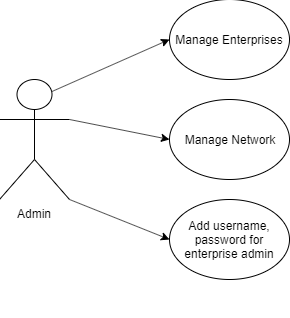 Manage Enterprises
Manage Network
Admin
Add username,
password for
enterprise admin